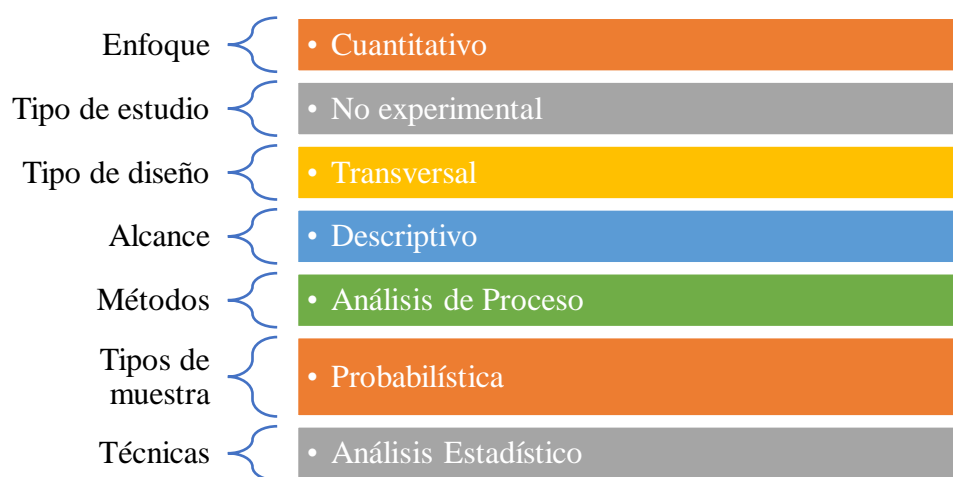 Enfoque
• Cuantitativo
Tipo de estudio
• No experimental
Tipo de diseño
• Transversal
Alcance
• Descriptivo
Métodos
• Análisis de Proceso
Tipos de
muestra
• Probabilística
Técnicas
• Análisis Estadístico